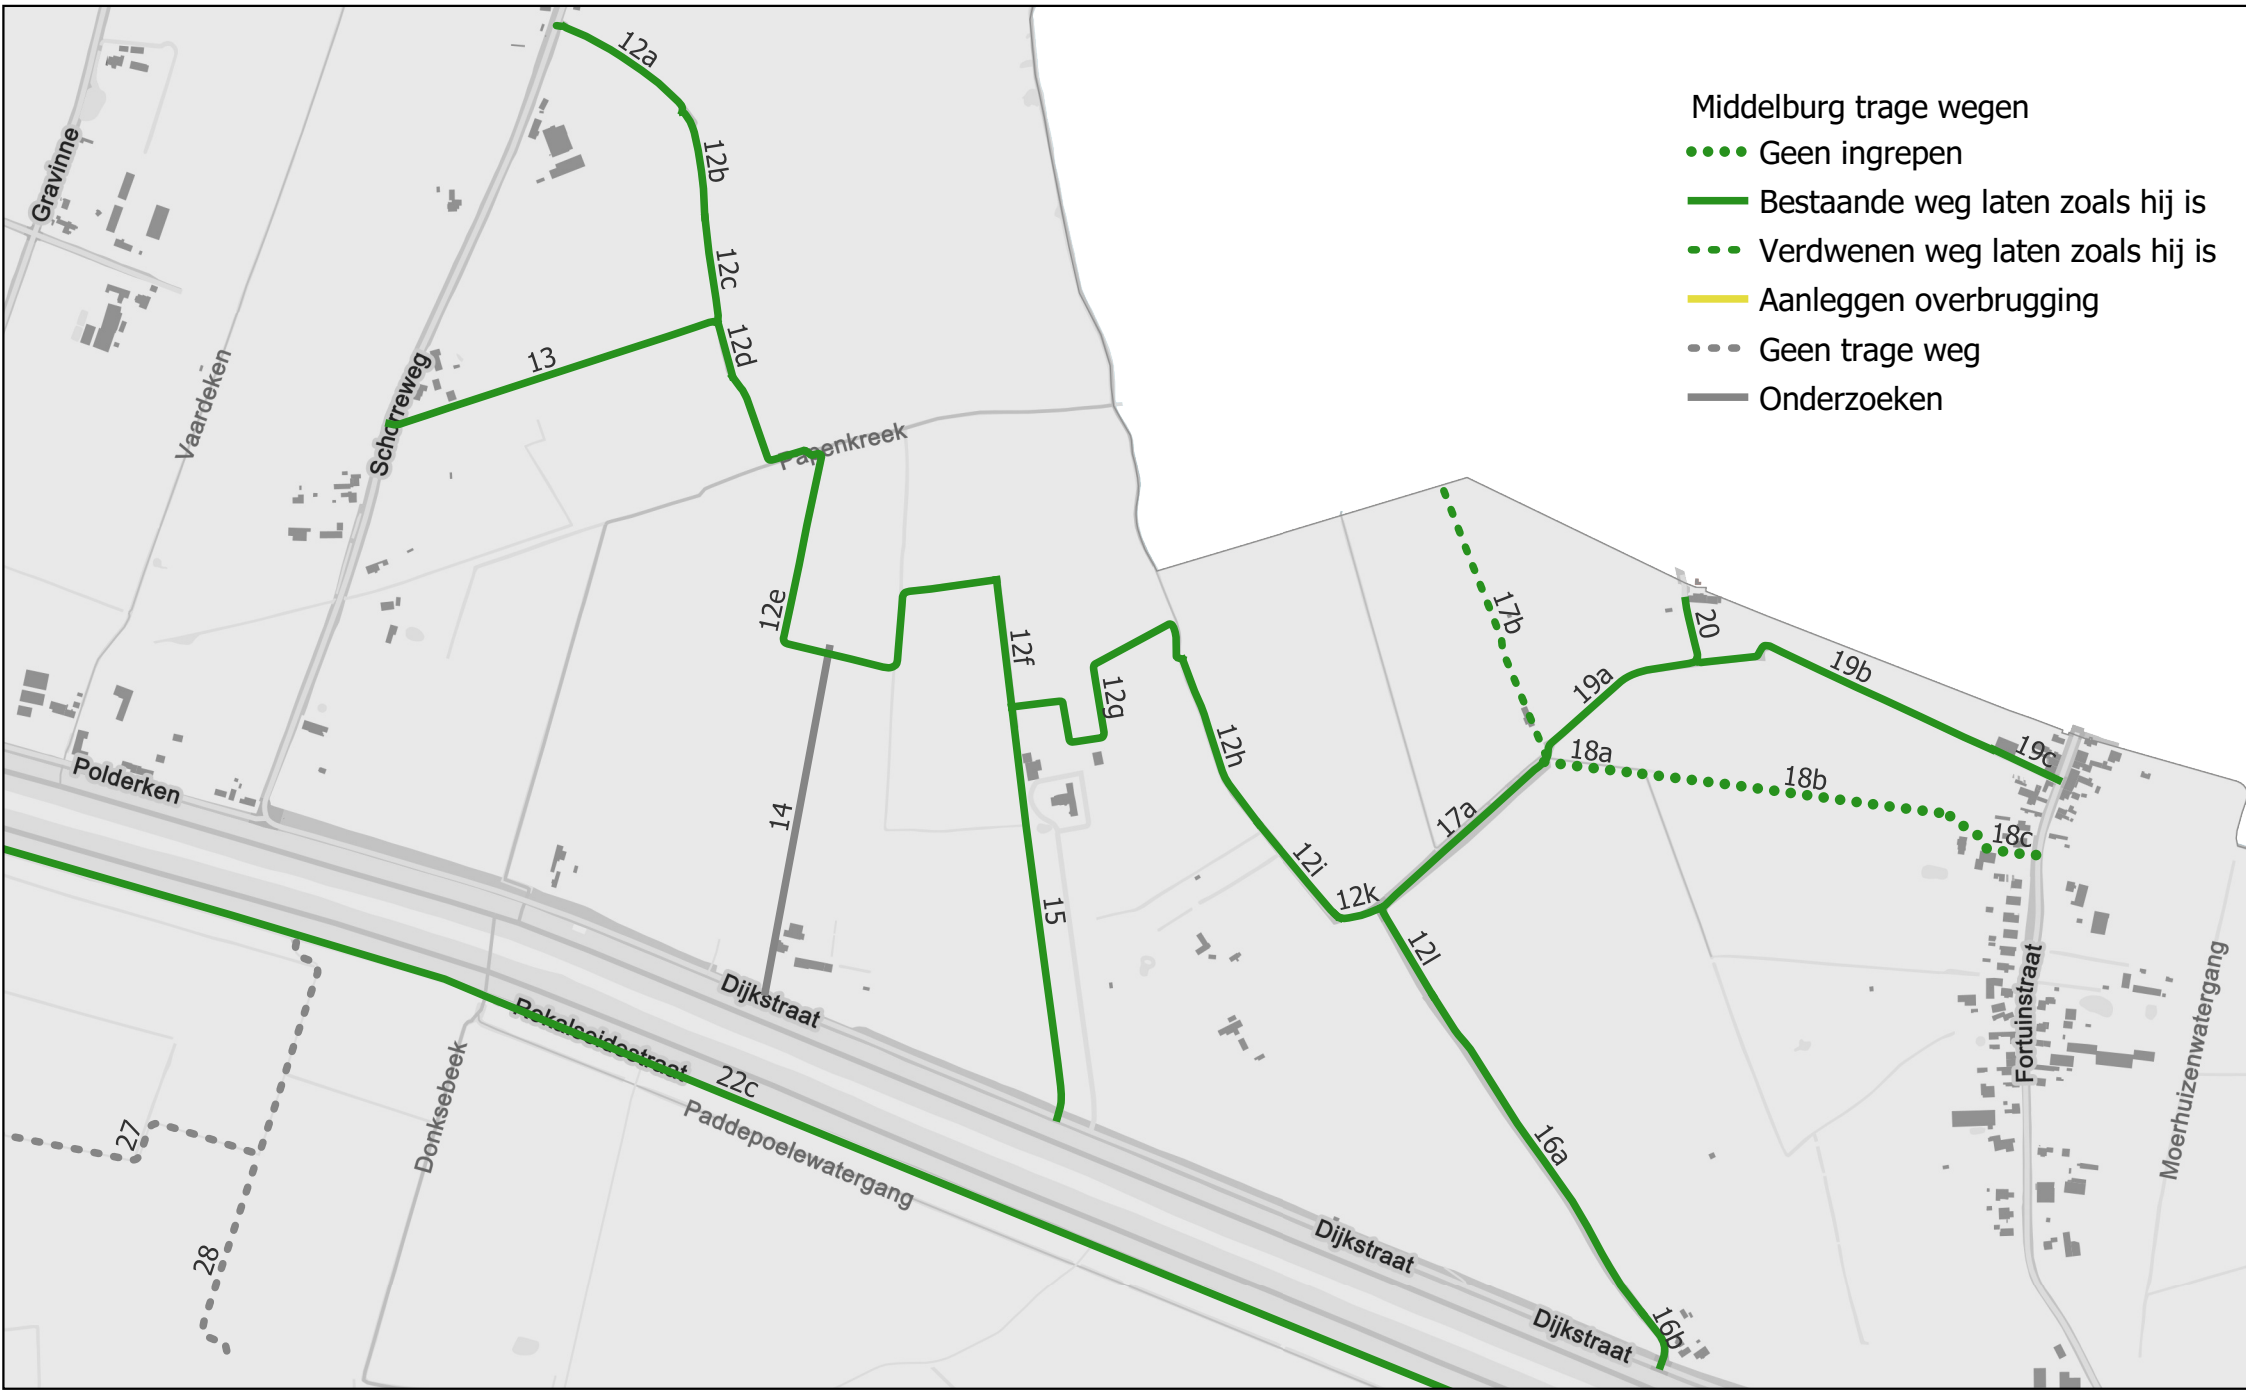 Middelburg trage wegen
Geen ingrepen
Bestaande weg laten zoals hij is
Verdwenen weg laten zoals hij is
Aanleggen overbrugging
Geen trage weg
Onderzoeken
12a
Gravinne
12b
12c
12d
13
Vaardeken
Schorreweg
Papenkreek
12e
12f
17b
20
19a
19b
12g
12h
18a
19c
18b
Polderken
14
17a
18c
12i
12k
15
12l
Dijkstraat
Fortuinstraat
Rokalseidestraat
22c
Donksebeek
Paddepoelewatergang
Moerhuizenwatergang
27
16a
28
Dijkstraat
Dijkstraat
16b